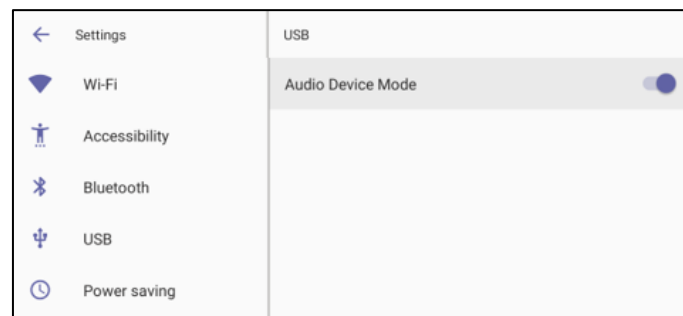 Settings
Wi-Fi
Accessibility
Bluetooth
USB
Power saving
USB
Audio Device Mode